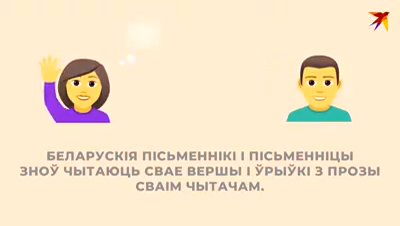 БЕЛАРУСКІЯ ПІСЬМЕННІКІ І ПІСЬМЕННІЦЫ
ЗНОЎ ЧЫТАЮЦЬ СВАЕ ВЕРШЫ І ЎРЫЎКІ З ПРОЗЫ
СВАІМ ЧЫТАЧАМ.